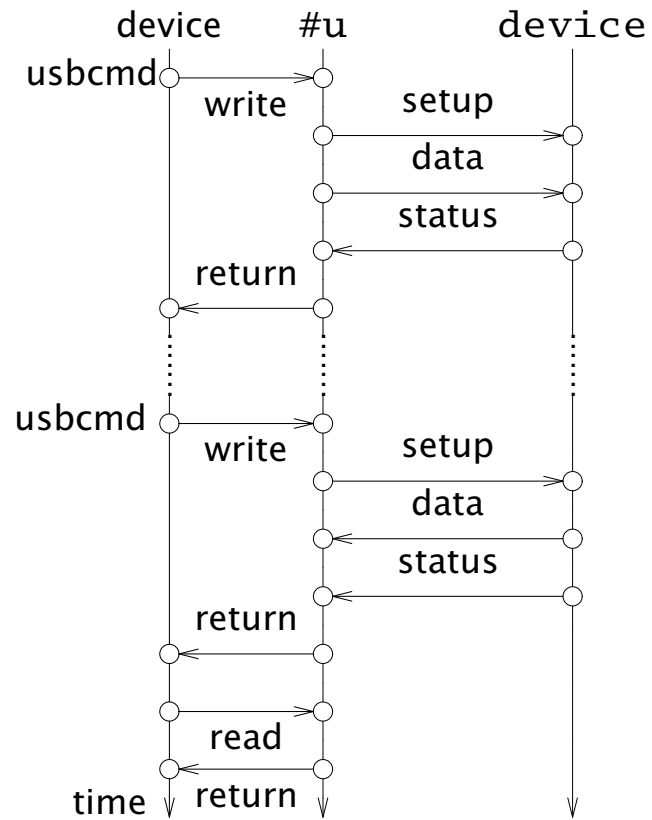 device #u device
usbcmd
write
setup
data
status
return
usbcmd
write
setup
data
status
return
read
return
time